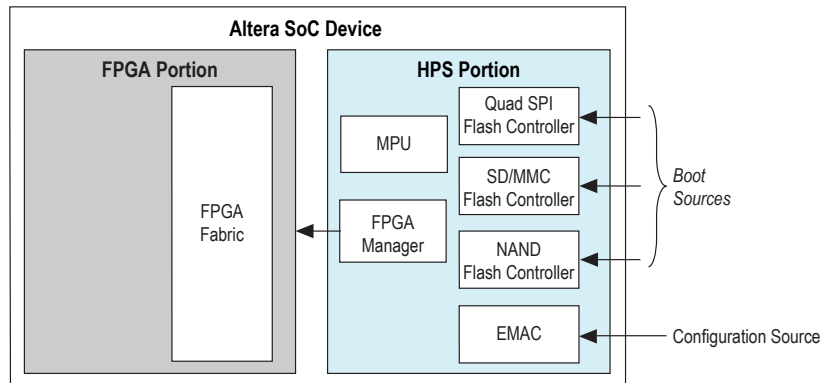 Altera SoC Device
FPGA Portion
HPS Portion
FPGA
Fabric
MPU
FPGA
Manager
Quad SPI
Flash Controller
SD/MMC
Flash Controller
NAND
Flash Controller
EMAC
Boot
Sources
Configuration Source